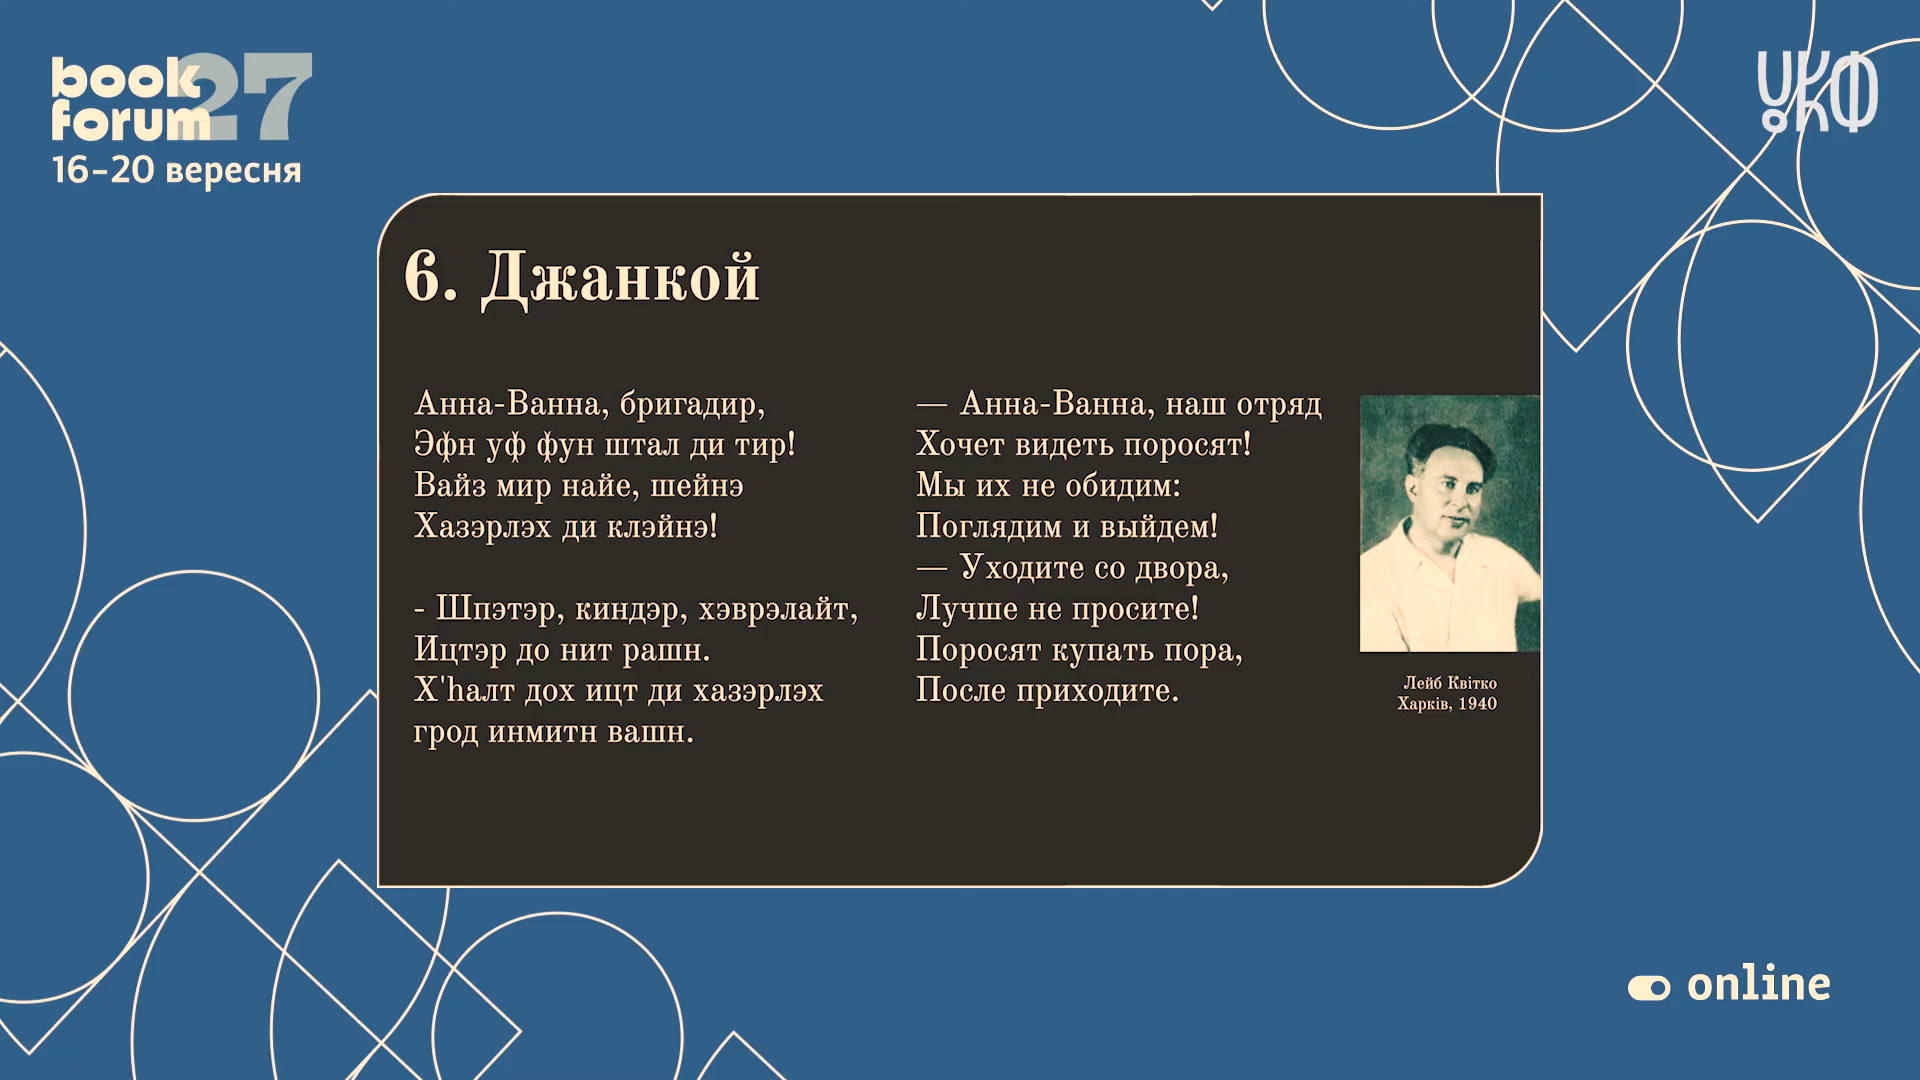 book
forum 27
16-20 вересня
УКФ
6. Джанкой
Анна-Ванна, бригадир,
Эфн уф фун штал ди тир!
Вайз мир найе, шейнэ
Хазэрлэх ди клэйнэ!
- Шпэтэр, киндэр, хэврэлайт,
Ицтэр до нит рашн.
Х'hалт дох ицт ди хазэрлэх
грод инмитн вашн.
— Анна-Ванна, наш отряд
Хочет видеть поросят!
Мы их не обидим:
Поглядим и выйдем!
— Уходите со двора,
Лучше не просите!
Поросят купать пора,
После приходите.
Лейб Квітко
Харків, 1940
online